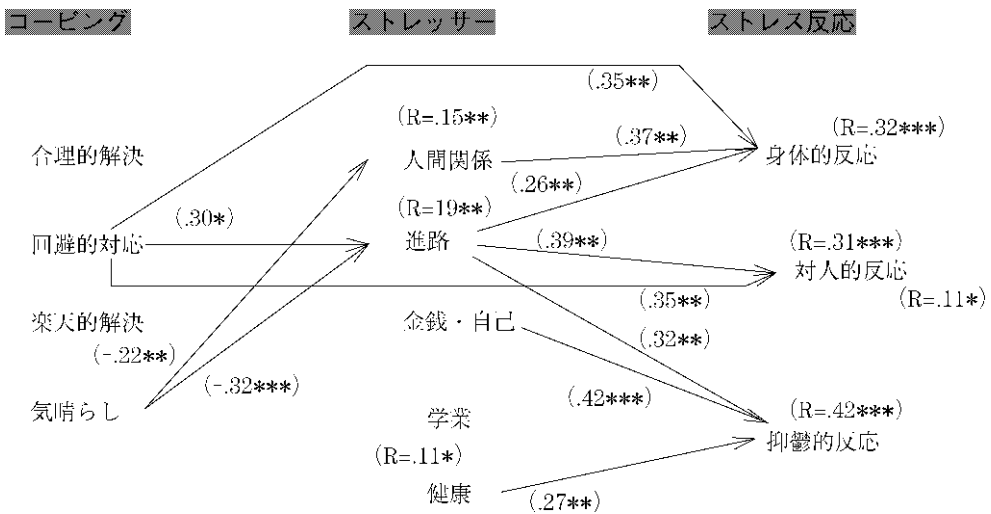 コーピング ストレッサー ストレス反応
(.35**)
(R=.15**)
(R=.32***)
(.37**)
合理的解決 人間関係 身体的反応
(.26**)
(R=19**)
(.30*)
回避的対応 進路 (.39**) (R=.31***)
対人的反応
(.35**) (R=.11*)
楽天的解決 金銭・自己
(.32**)
(-.22**)
(-.32***)
(.42***)
気晴らし (R=.42***)
学業
抑鬱的反応
(R=.11*)
健康
(.27**)